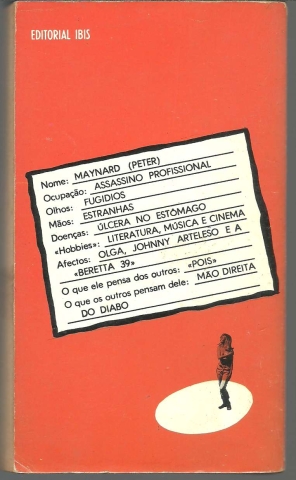 EDITORIAL IBIS
Nome: MAYNARD (PETER)
Ocupação: ASSASSINO PROFISSIONAL
Olhos: FUGIDIOS
Mãos: ESTRANHAS
Doenças: ÚLCERA NO ESTÔMAGO
«Hobbies»: LITERATURA, MÚSICA E CINEMA
Afectos: OLGA, JOHNNY ARTELESO E A
«BERETTA 39»
O que ele pensa dos outros: «POIS»
O que os outros pensam dele: MÃO DIREITA
DO DIABO